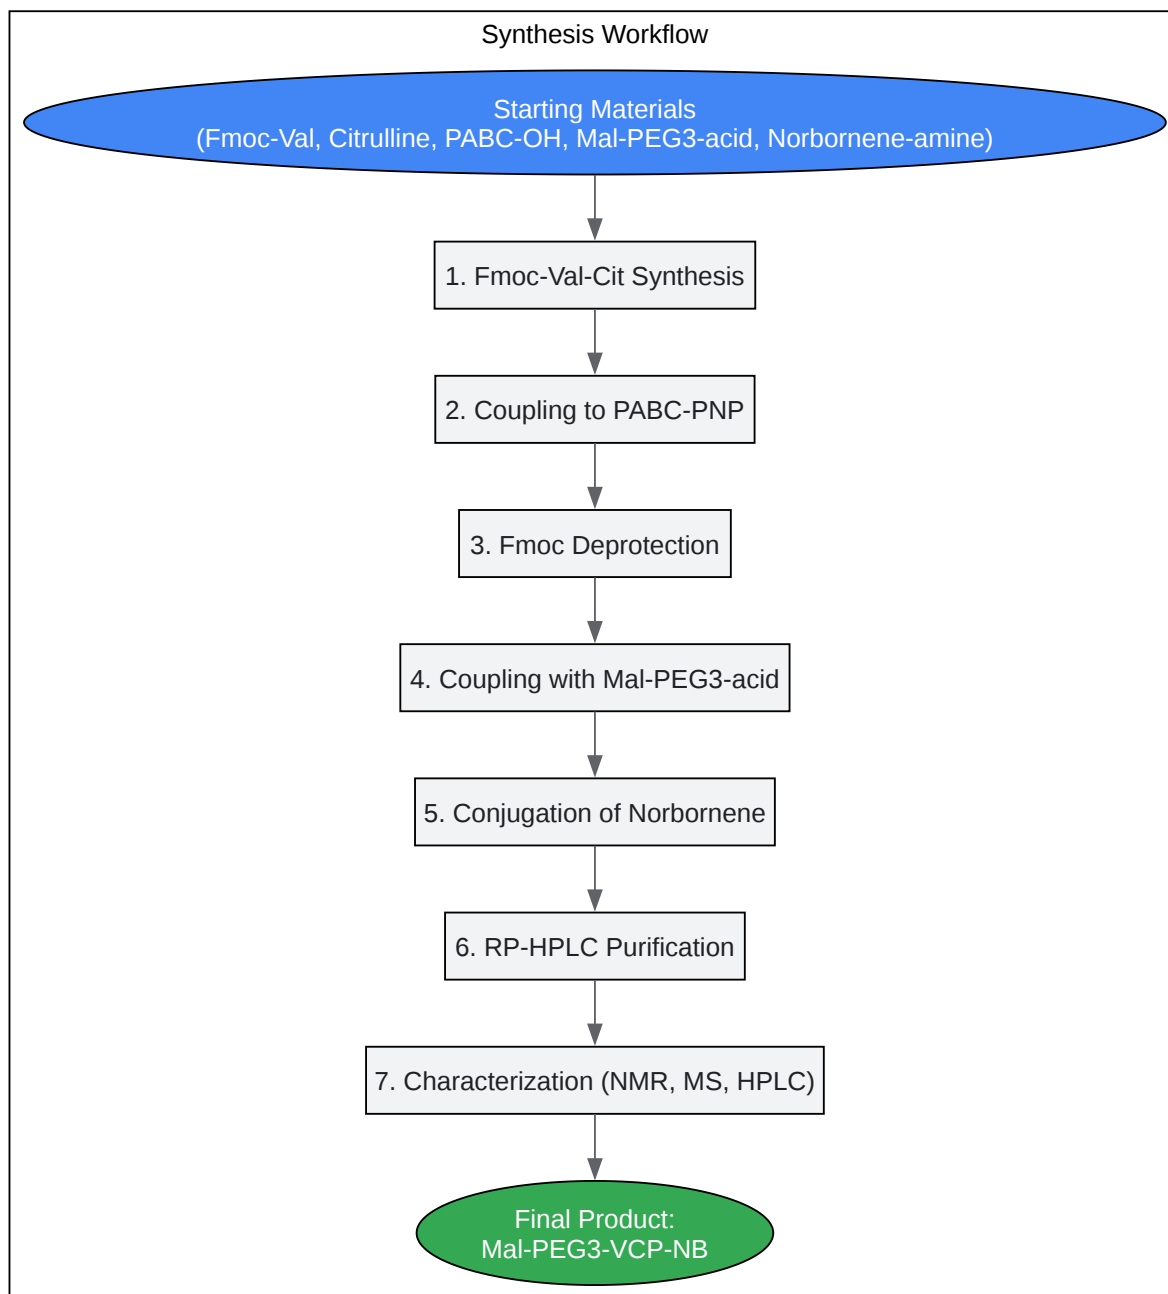 Synthesis Workflow
Starting Materials
(Fmoc-Val, Citrulline, PABC-OH, Mal-PEG3-acid, Norbornene-amine)
1. Fmoc-Val-Cit Synthesis
2. Coupling to PABC-PNP
3. Fmoc Deprotection
4. Coupling with Mal-PEG3-acid
5. Conjugation of Norbornene
6. RP-HPLC Purification
7. Characterization (NMR, MS, HPLC)
Final Product:
Mal-PEG3-VCP-NB